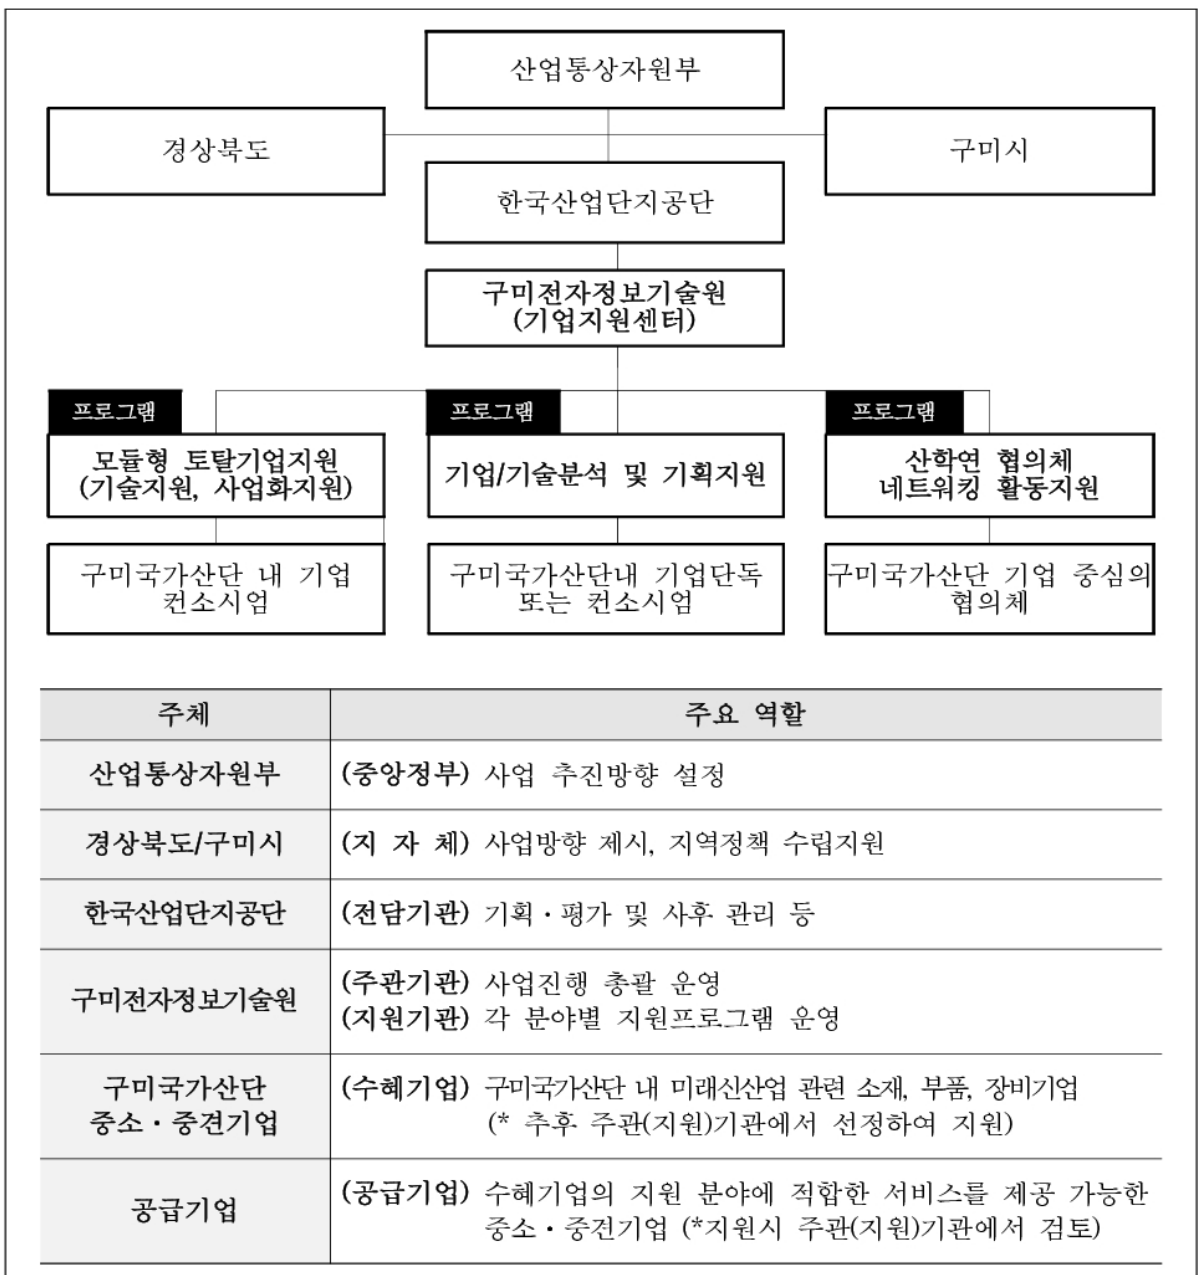 산업통상자원부
경상북도
구미시
한국산업단지공단
구미전자정보기술원
(기업지원센터)
프로그램
모듈형 토탈기업지원
(기술지원, 사업화지원)
구미국가산단 내 기업
컨소시엄
프로그램
기업/기술분석 및 기획지원
구미국가산단내 기업단독
또는 컨소시엄
프로그램
산학연 협의체
네트워킹 활동지원
구미국가산단 기업 중심의
협의체
주체 주요 역할
산업통상자원부 (중앙정부) 사업 추진방향 설정
경상북도/구미시 (지 자 체) 사업방향 제시, 지역정책 수립지원
한국산업단지공단 (전담기관) 기획・평가 및 사후 관리 등
구미전자정보기술원
(주관기관) 사업진행 총괄 운영
(지원기관) 각 분야별 지원프로그램 운영
구미국가산단
중소・중견기업
(수혜기업) 구미국가산단 내 미래신산업 관련 소재, 부품, 장비기업
(* 추후 주관(지원)기관에서 선정하여 지원)
공급기업
(공급기업) 수혜기업의 지원 분야에 적합한 서비스를 제공 가능한
중소・중견기업 (*지원시 주관(지원)기관에서 검토)